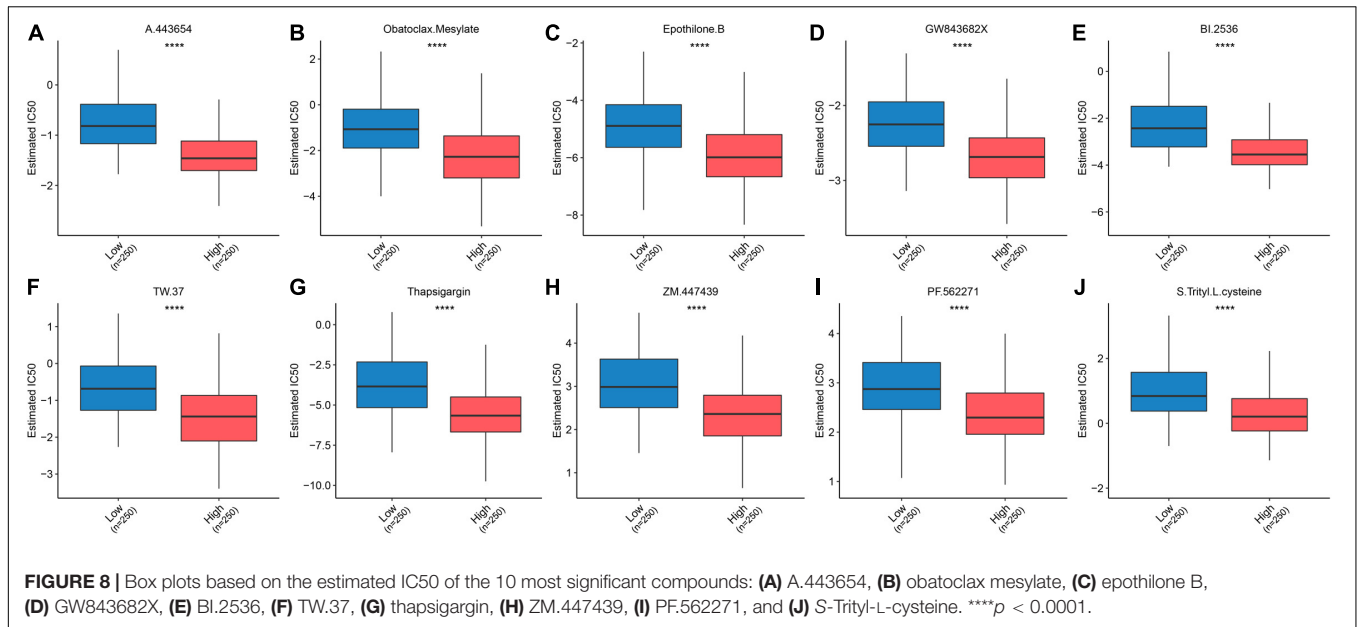 A
A.443654
****
Estimated IC50
0
−1
−2
Low
(n=250)
High
(n=250)
B
Obatoclax.Mesylate
****
Estimated IC50
2
0
−2
−4
Low
(n=250)
High
(n=250)
C
Epothilone.B
****
Estimated IC50
−2
−4
−6
−8
Low
(n=250)
High
(n=250)
D
GW843682X
****
Estimated IC50
−2
−3
Low
(n=250)
High
(n=250)
E
BI.2536
****
Estimated IC50
0
−2
−4
−6
Low
(n=250)
High
(n=250)
F
TW.37
****
Estimated IC50
1
0
−1
−2
−3
Low
(n=250)
High
(n=250)
G
Thapsigargin
****
Estimated IC50
0.0
−2.5
−5.0
−7.5
−10.0
Low
(n=250)
High
(n=250)
H
ZM.447439
****
Estimated IC50
4
3
2
1
Low
(n=250)
High
(n=250)
I
PF.562271
****
Estimated IC50
4
3
2
1
Low
(n=250)
High
(n=250)
J
S.Trityl.L.cysteine
****
Estimated IC50
2
0
−2
Low
(n=250)
High
(n=250)
FIGURE 8 | Box plots based on the estimated IC50 of the 10 most significant compounds: (A) A.443654, (B) obatoclax mesylate, (C) epothilone B,
(D) GW843682X, (E) BI.2536, (F) TW.37, (G) thapsigargin, (H) ZM.447439, (I) PF.562271, and (J) S-Trityl-L-cysteine. ****p < 0.0001.